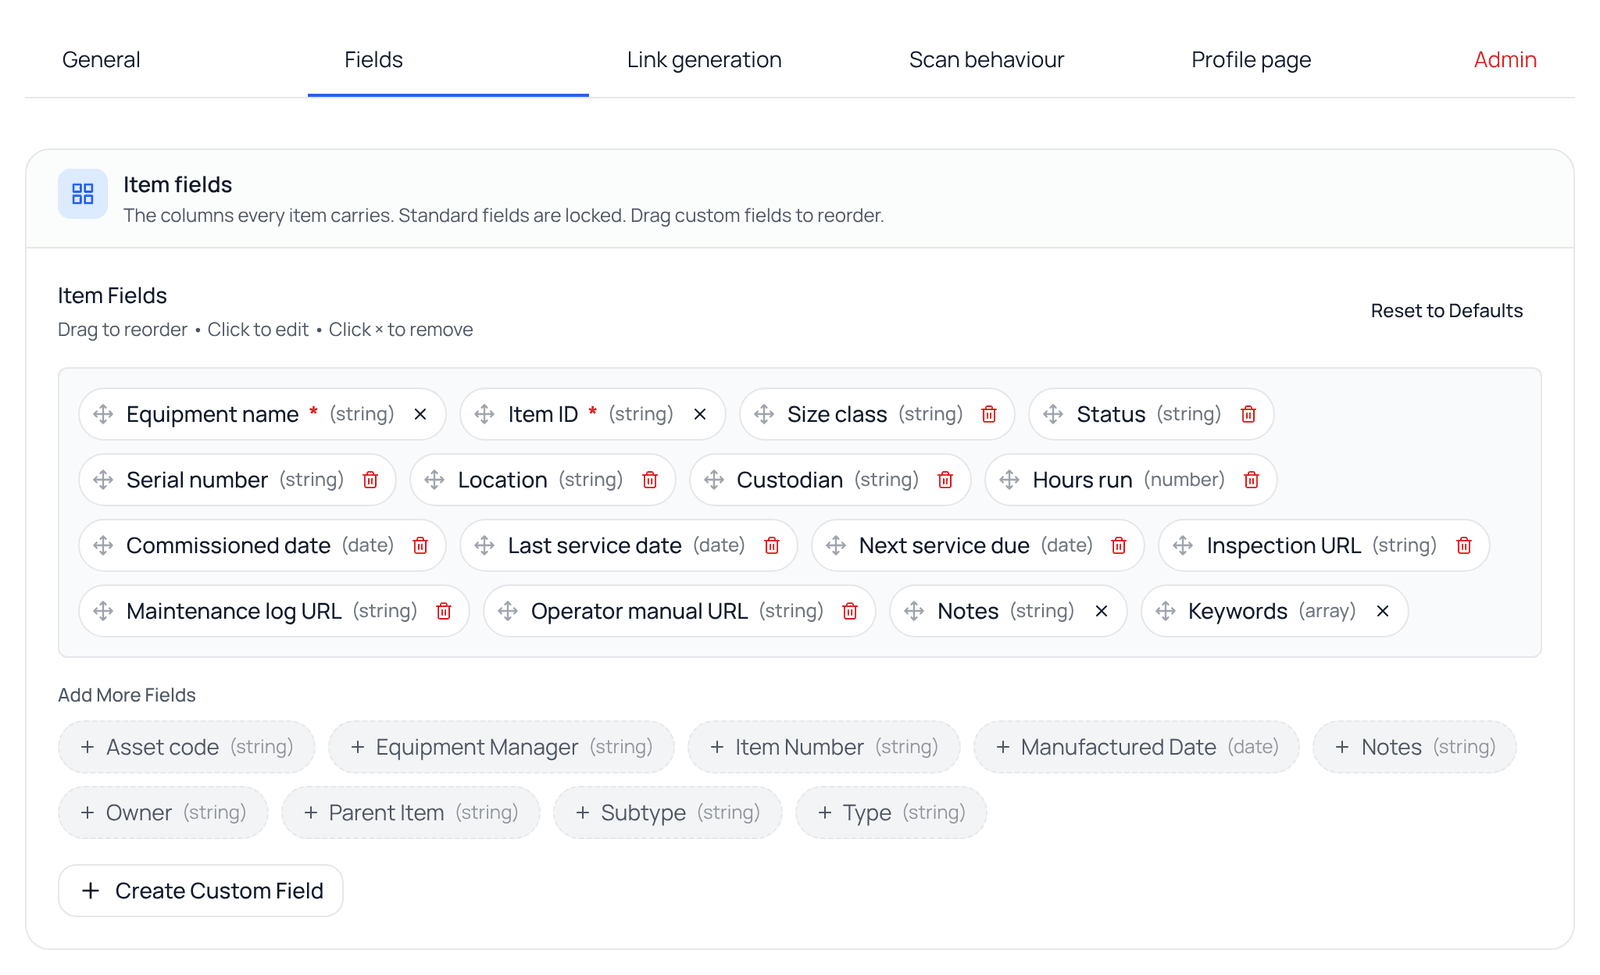 General Fields Link generation Scan behaviour Profile page Admin
Item fields
The columns every item carries. Standard fields are locked. Drag custom fields to reorder.
Item Fields
Drag to reorder • Click to edit • Click × to remove
Reset to Defaults
Equipment name * (string) × Item ID * (string) × Size class (string) Status (string)
Serial number (string) Location (string) Custodian (string) Hours run (number)
Commissioned date (date) Last service date (date) Next service due (date) Inspection URL (string)
Maintenance log URL (string) Operator manual URL (string) Notes (string) × Keywords (array) ×
Add More Fields
+ Asset code (string) + Equipment Manager (string) + Item Number (string) + Manufactured Date (date) + Notes (string)
+ Owner (string) + Parent Item (string) + Subtype (string) + Type (string)
+ Create Custom Field